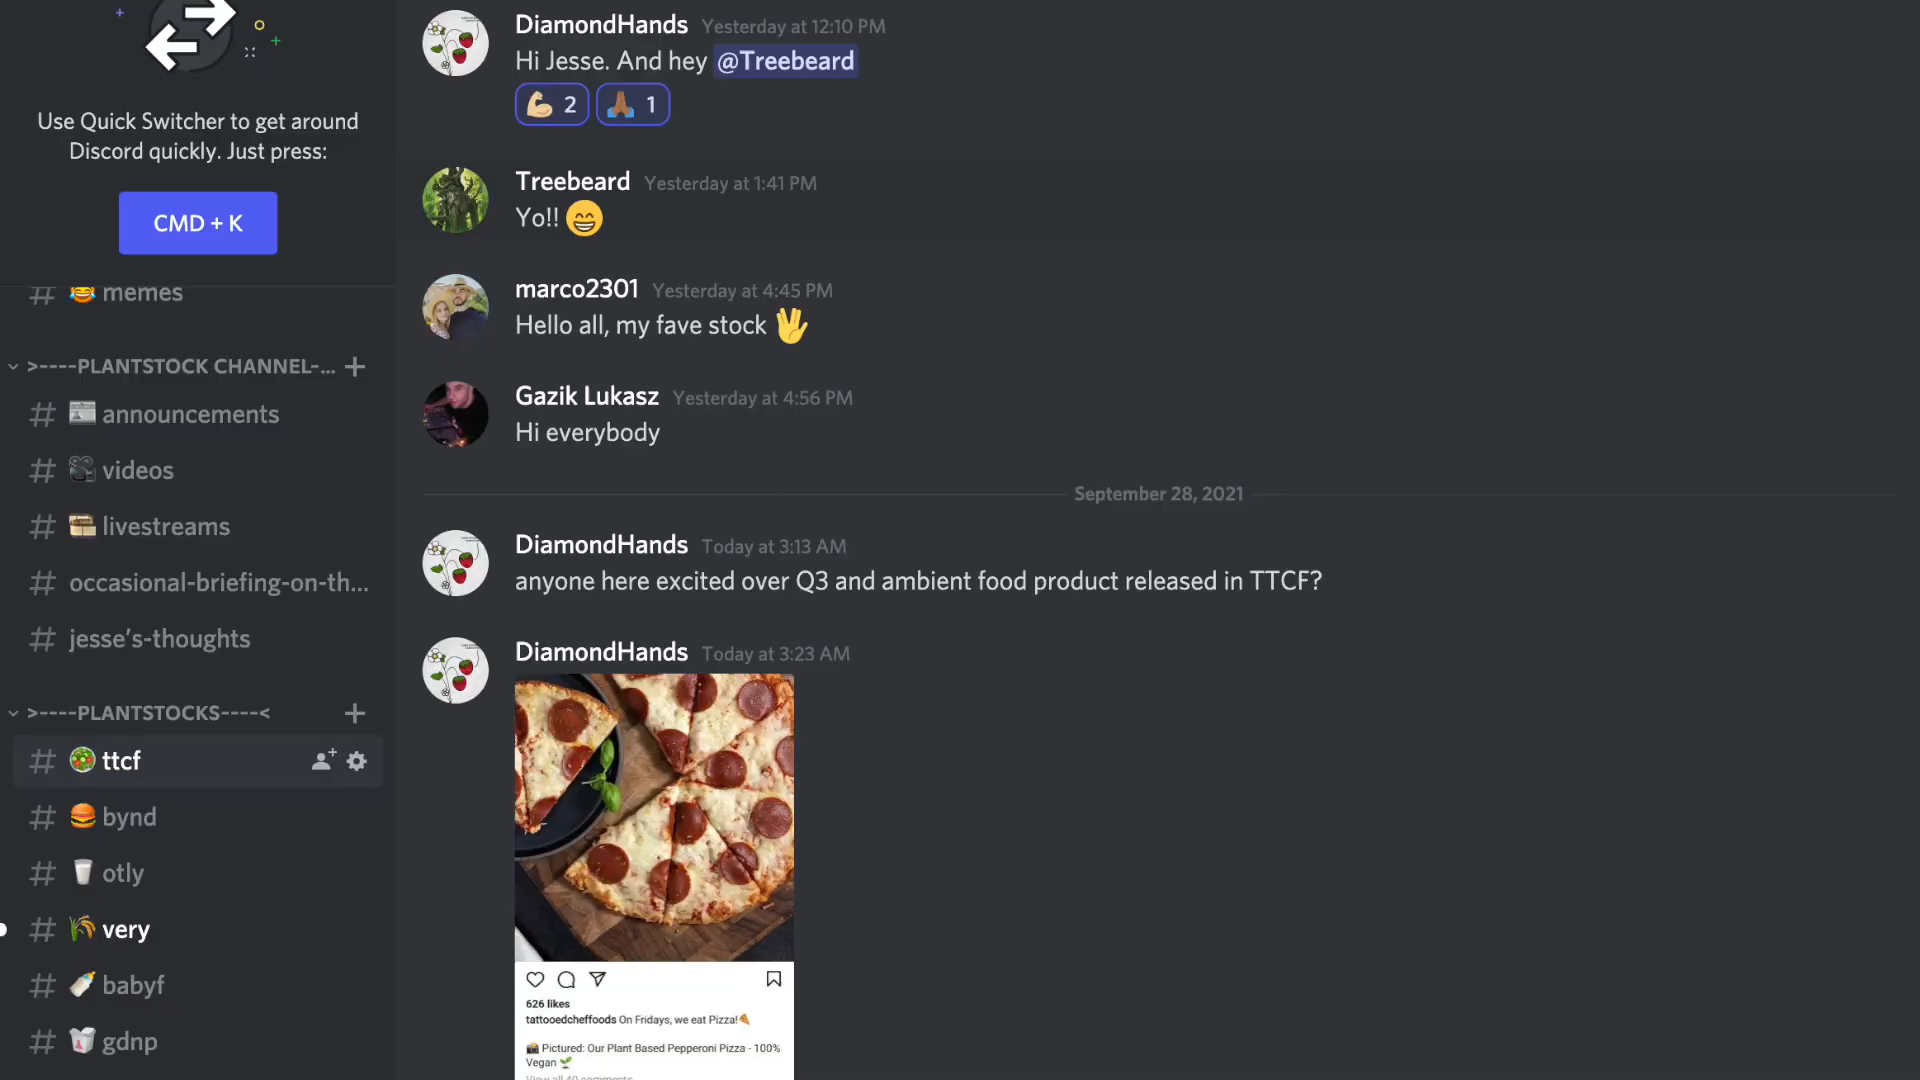 Use Quick Switcher to get around
Discord quickly. Just press:
CMD + K
# 😂 memes
>----PLANTSTOCK CHANNEL-... +
# 📰 announcements
# 🎥 videos
# livestreams
# occasional-briefing-on-th...
# jesse’s-thoughts
>----PLANTSTOCKS----< +
# 🥗 ttcf
# 🍔 bynd
# 🥛 otly
# 🌾 very
# 🍼 babyf
# 🥡 gdnp
DiamondHands Yesterday at 12:10 PM
Hi Jesse. And hey @Treebeard
💪🏼 2 🙏🏾 1
Treebeard Yesterday at 1:41 PM
Yo!! 😁
marco2301 Yesterday at 4:45 PM
Hello all, my fave stock 🖖
Gazik Lukasz Yesterday at 4:56 PM
Hi everybody
September 28, 2021
DiamondHands Today at 3:13 AM
anyone here excited over Q3 and ambient food product released in TTCF?
DiamondHands Today at 3:23 AM
626 likes
tattooedcheffoods On Fridays, we eat Pizza!🍕
📸 Pictured: Our Plant Based Pepperoni Pizza - 100%
Vegan 🌱
View all 40 comments